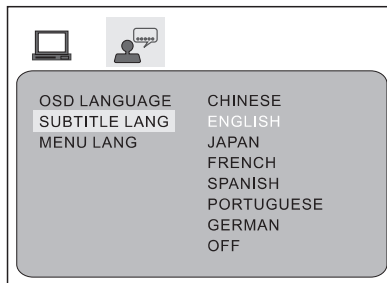 OSD LANGUAGE CHINESE
SUBTITLE LANG ENGLISH
MENU LANG JAPAN
FRENCH
SPANISH
PORTUGUESE
GERMAN
OFF